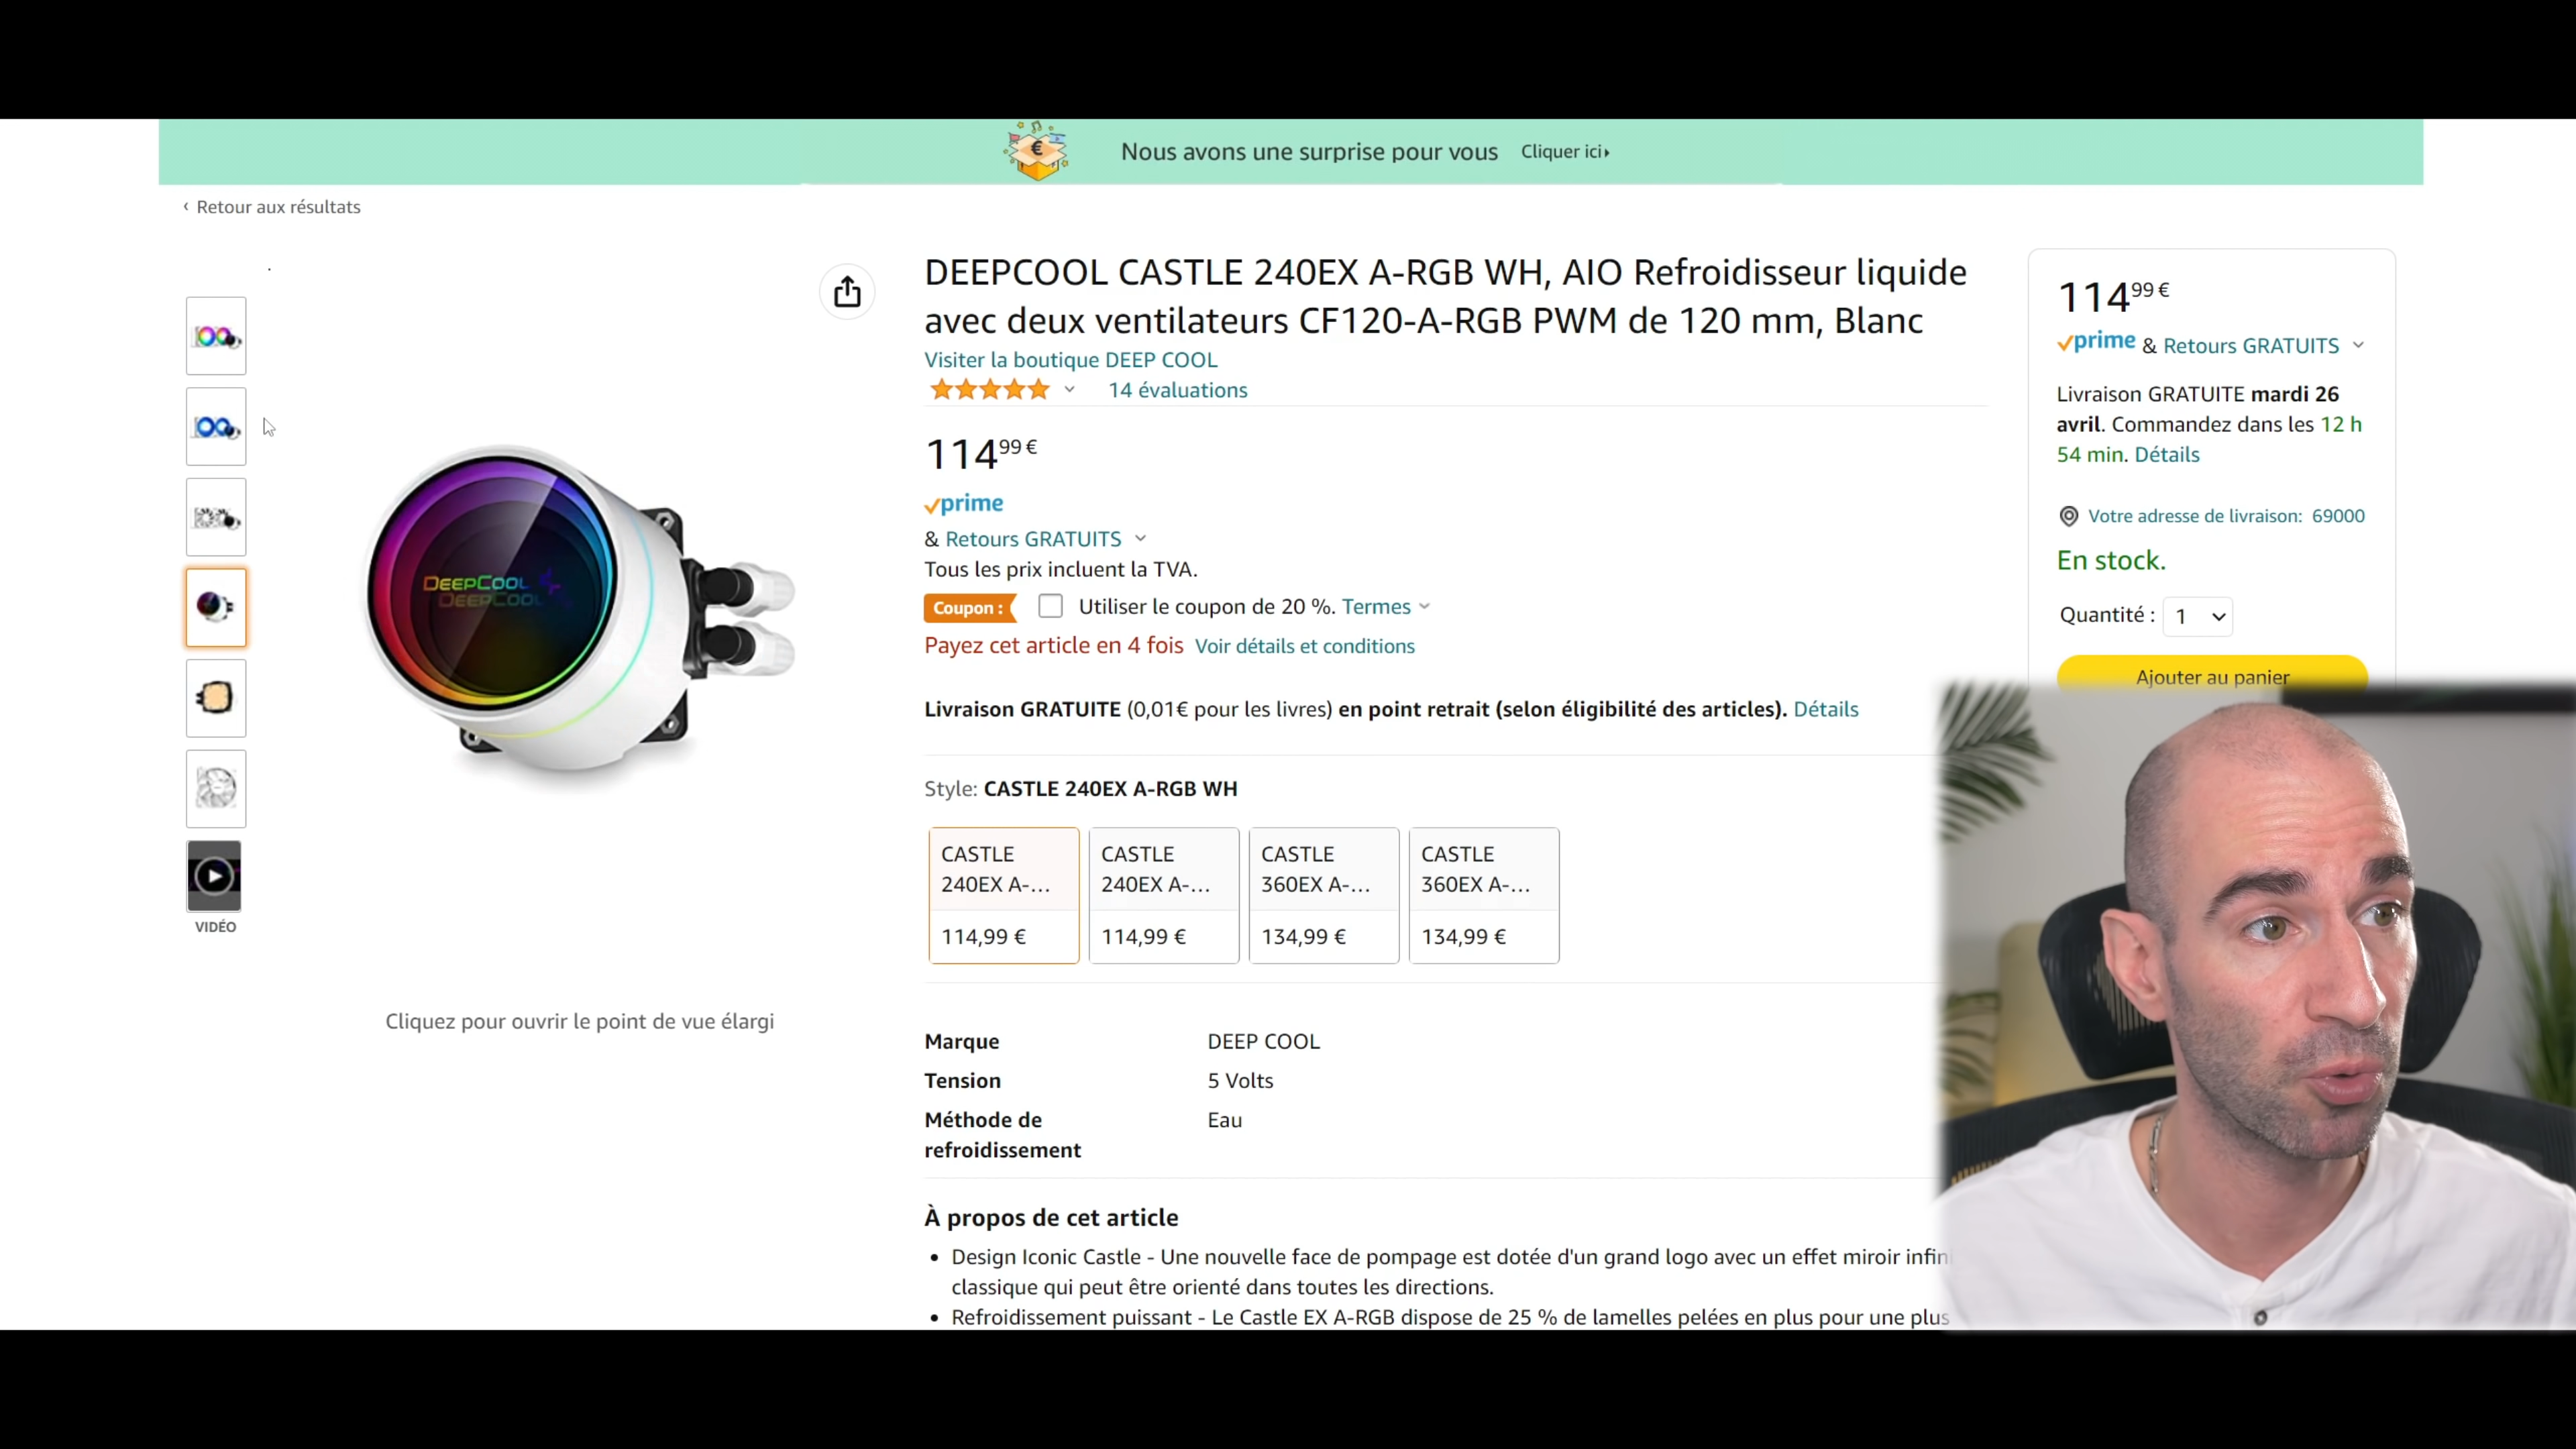 Nous avons une surprise pour vous Cliquer ici
Retour aux résultats
DEEPCOOL CASTLE 240EX A-RGB WH, AIO Refroidisseur liquide
avec deux ventilateurs CF120-A-RGB PWM de 120 mm, Blanc
Visiter la boutique DEEP COOL
14 évaluations
114 99 €
prime
& Retours GRATUITS
Tous les prix incluent la TVA.
Coupon : Utiliser le coupon de 20 %. Termes
Payez cet article en 4 fois Voir détails et conditions
Livraison GRATUITE (0,01€ pour les livres) en point retrait (selon éligibilité des articles). Détails
Style: CASTLE 240EX A-RGB WH
CASTLE
240EX A-...
114,99 €
CASTLE
240EX A-...
114,99 €
CASTLE
360EX A-...
134,99 €
CASTLE
360EX A-...
134,99 €
Marque DEEP COOL
Tension 5 Volts
Méthode de Eau
refroidissement
À propos de cet article
• Design Iconic Castle - Une nouvelle face de pompage est dotée d'un grand logo avec un effet miroir infin
classique qui peut être orienté dans toutes les directions.
• Refroidissement puissant - Le Castle EX A-RGB dispose de 25 % de lamelles pelées en plus pour une plus
114 99 €
prime & Retours GRATUITS
Livraison GRATUITE mardi 26
avril. Commandez dans les 12 h
54 min. Détails
Votre adresse de livraison: 69000
En stock.
Quantité : 1
Ajouter au panier
DEEPCOOL
DEEPCOOL
VIDÉO
Cliquez pour ouvrir le point de vue élargi